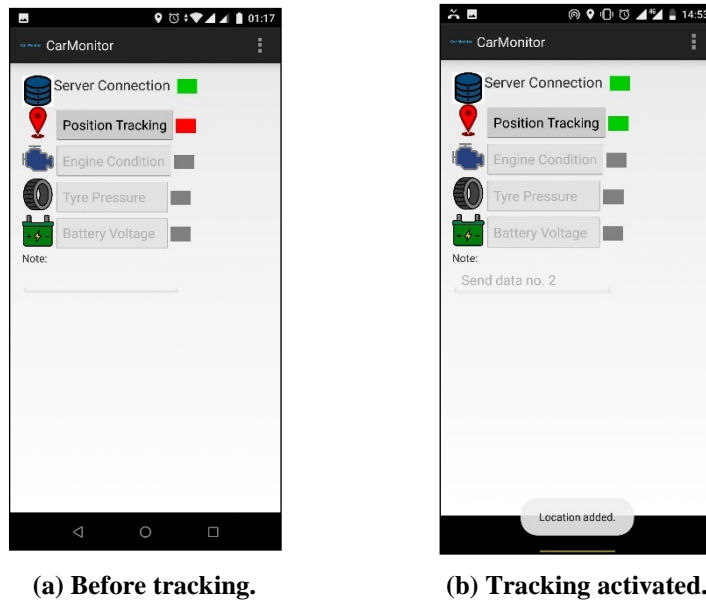 01:17
CarMonitor
Server Connection
Position Tracking
Engine Condition
Tyre Pressure
Battery Voltage
Note:
(a) Before tracking.
14:53
CarMonitor
Server Connection
Position Tracking
Engine Condition
Tyre Pressure
Battery Voltage
Note:
Send data no. 2
Location added.
(b) Tracking activated.